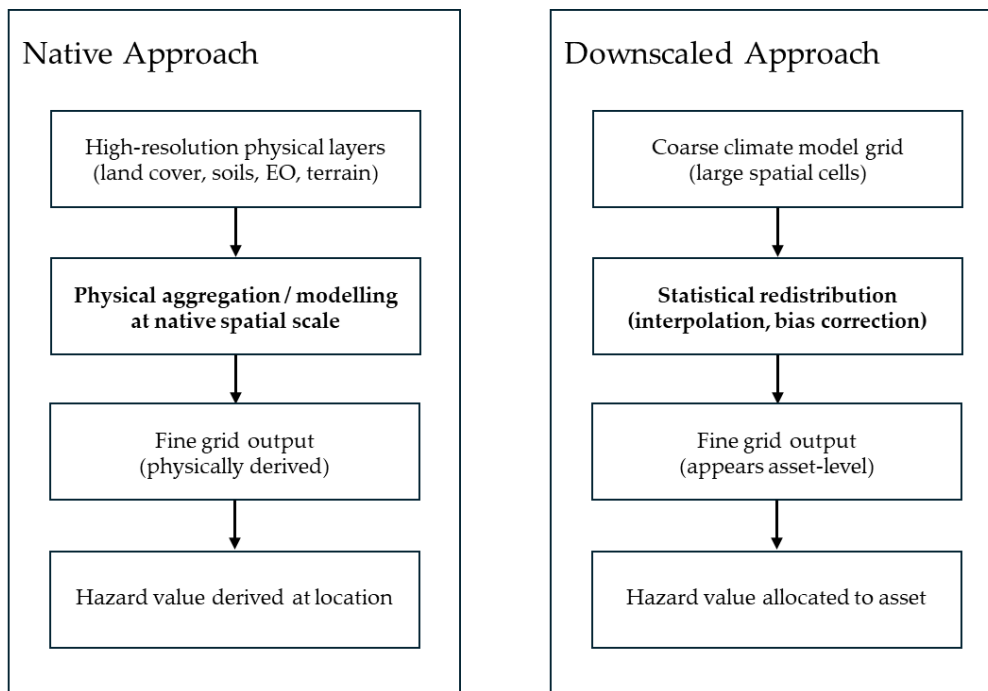 Native Approach
High-resolution physical layers
(land cover, soils, EO, terrain)
Physical aggregation / modelling
at native spatial scale
Fine grid output
(physically derived)
Hazard value derived at location
Downscaled Approach
Coarse climate model grid
(large spatial cells)
Statistical redistribution
(interpolation, bias correction)
Fine grid output
(appears asset-level)
Hazard value allocated to asset